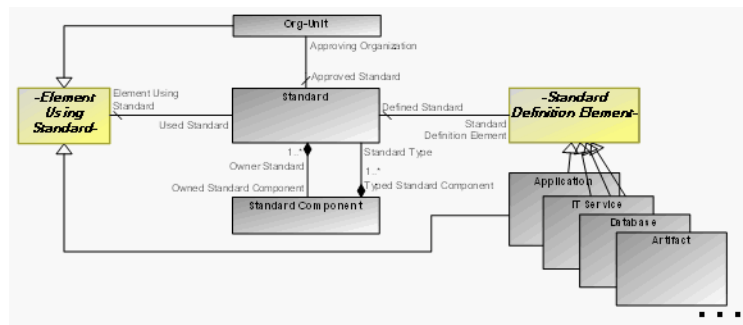 Org-Unit
Approving Organization
Approved Standard
-Element
Using
Standard-
Element Using
Standard
Used Standard
Standard
Defined Standard
Standard
Definition Element
-Standard
Definition Element-
1..*
Owner Standard
Owned Standard Component
Standard Type
1..*
Typed Standard Component
Standard Component
Application
IT Service
Database
Artifact
...